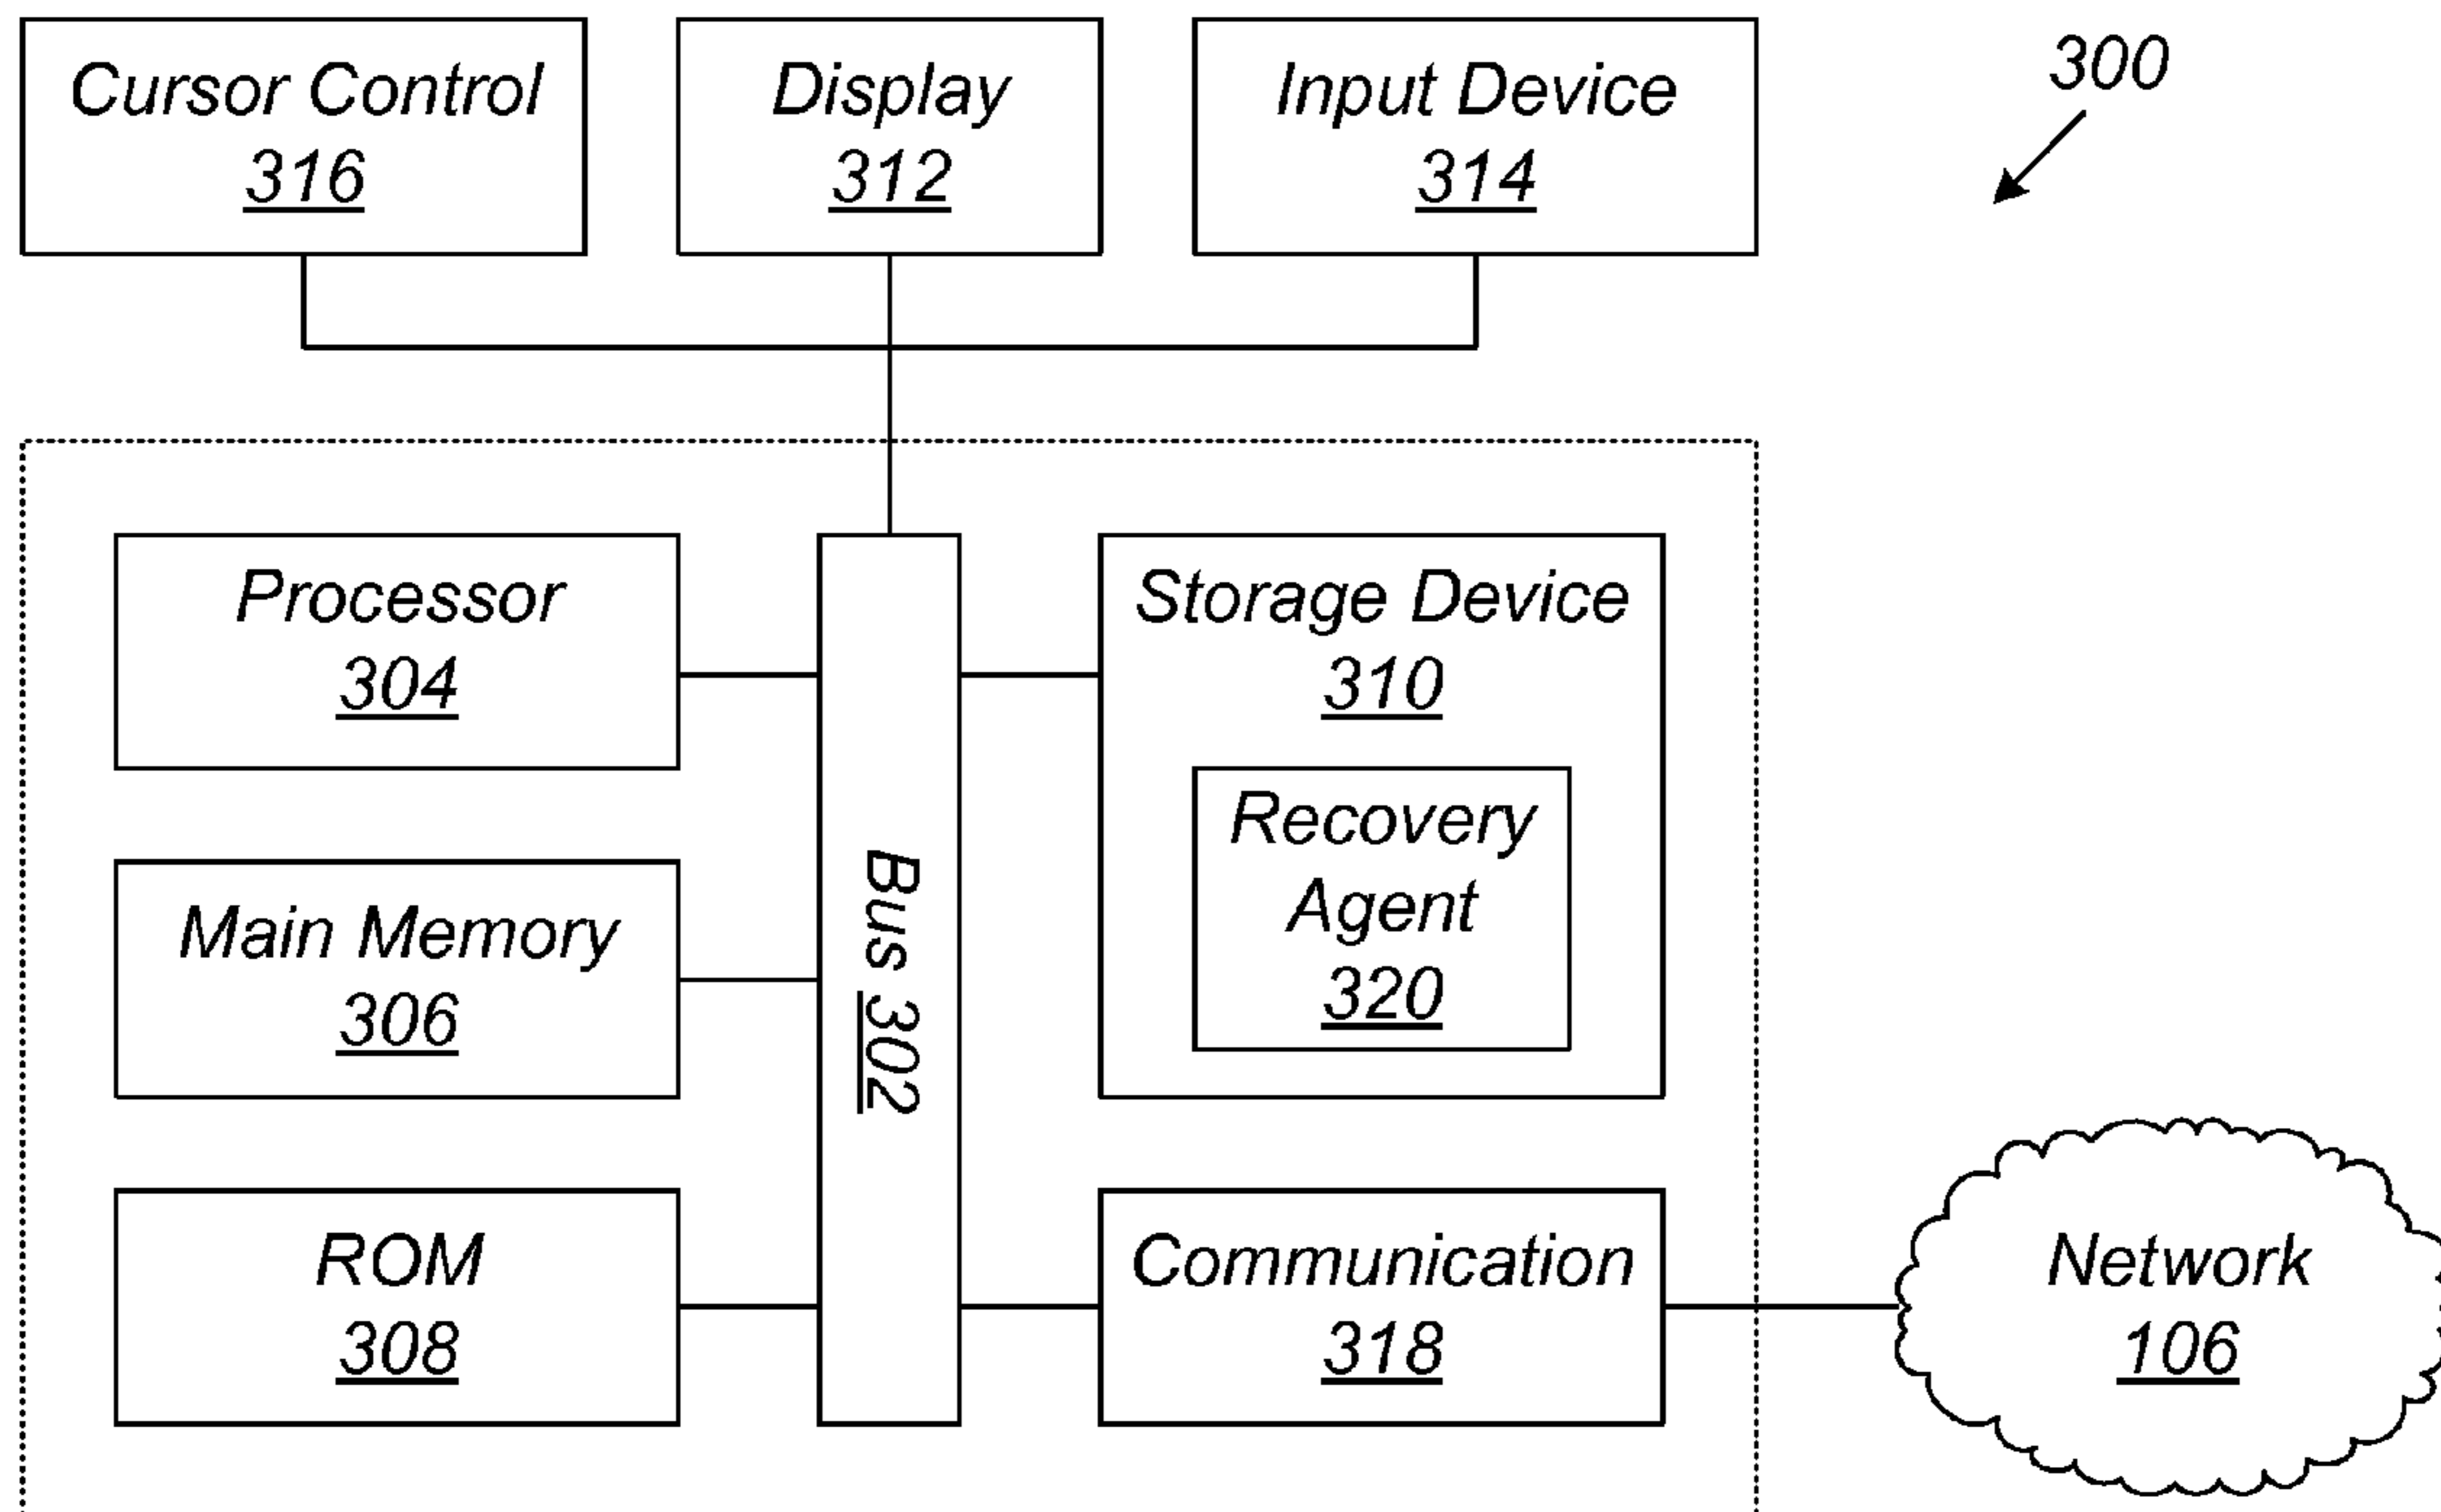 Cursor Control
316
Display
312
Input Device
314
300
Processor
304
Storage Device
310
Recovery
Agent
320
Main Memory
306
Bus 302
ROM
308
Communication
318
Network
106